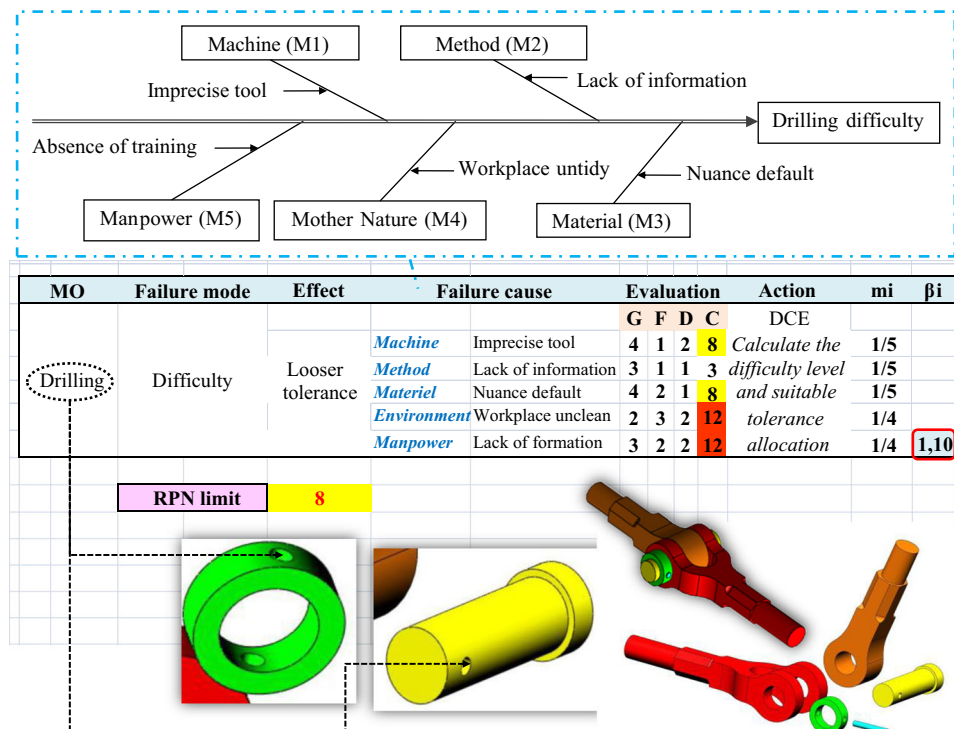 Machine (M1) Method (M2)
Imprecise tool Lack of information
Drilling difficulty
Absence of training Workplace untidy Nuance default
Manpower (M5) Mother Nature (M4) Material (M3)
MO Failure mode Effect Failure cause Evaluation Action mi βi
G F D C DCE
Machine Imprecise tool 4 1 2 8 Calculate the 1/5
Method Lack of information 3 1 1 3 difficulty level 1/5
Drilling Difficulty Looser tolerance
Materiel Nuance default 4 2 1 8 and suitable 1/5
Environment Workplace unclean 2 3 2 12 tolerance 1/4
Manpower Lack of formation 3 2 2 12 allocation 1/4 1,10
RPN limit 8